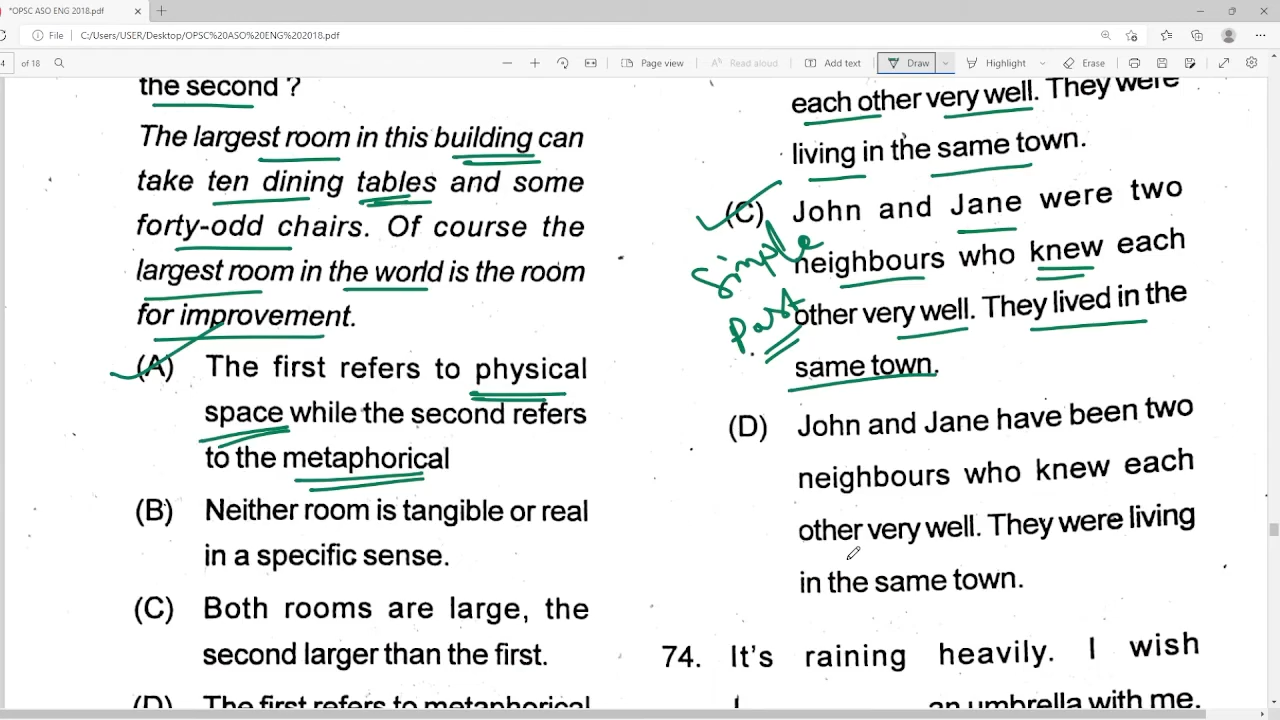 *OPSC ASO ENG 2018.pdf
File C:/Users/USER/Desktop/OPSC%20ASO%20ENG%202018.pdf
4 of 18 Page view Read aloud Add text Draw Highlight Erase
the second ?
The largest room in this building can
take ten dining tables and some
forty-odd chairs. Of course the
largest room in the world is the room
for improvement.
(A) The first refers to physical
space while the second refers
to the metaphorical
(B) Neither room is tangible or real
in a specific sense.
(C) Both rooms are large, the
second larger than the first.
(D) The first refers to metaphorical
each other very well. They were
living in the same town.
(C) John and Jane were two
neighbours who knew each
other very well. They lived in the
same town.
Simple
Past
(D) John and Jane have been two
neighbours who knew each
other very well. They were living
in the same town.
74. It's raining heavily. I wish
I an umbrella with me.